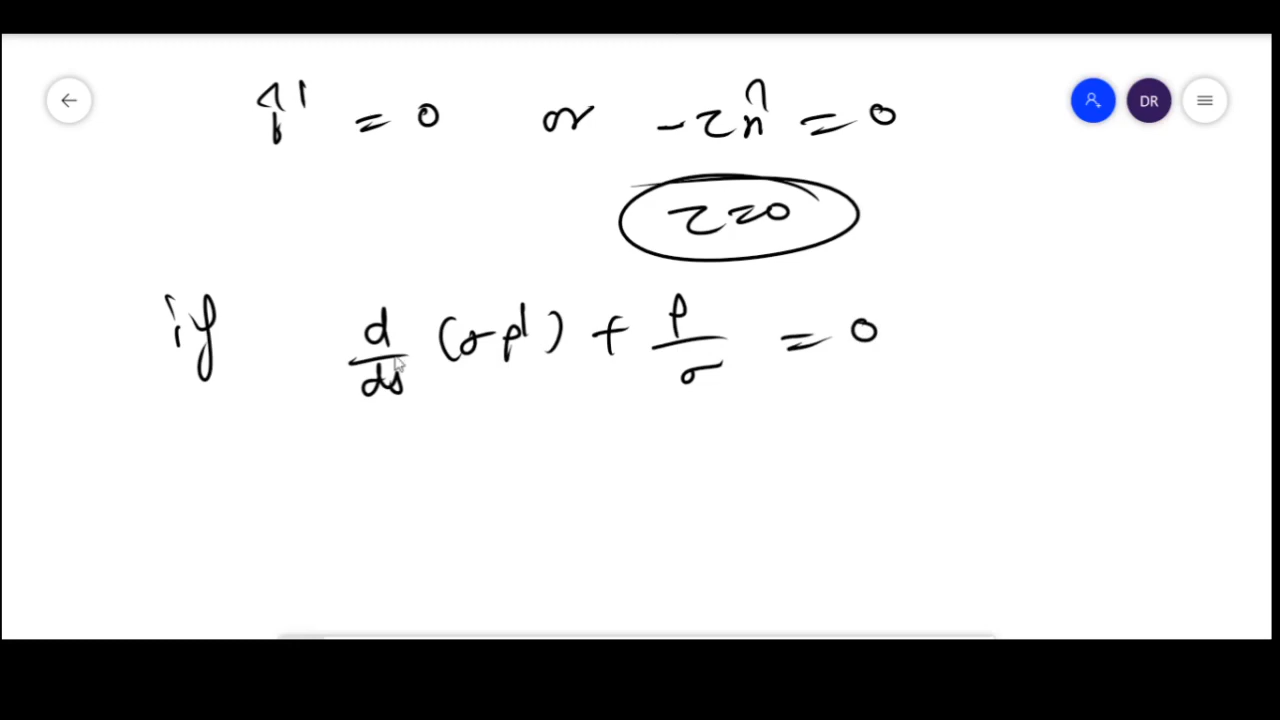 b̂' = 0 or -τn̂ = 0
τ = 0
if d/ds (σρ') + ρ/σ = 0
DR